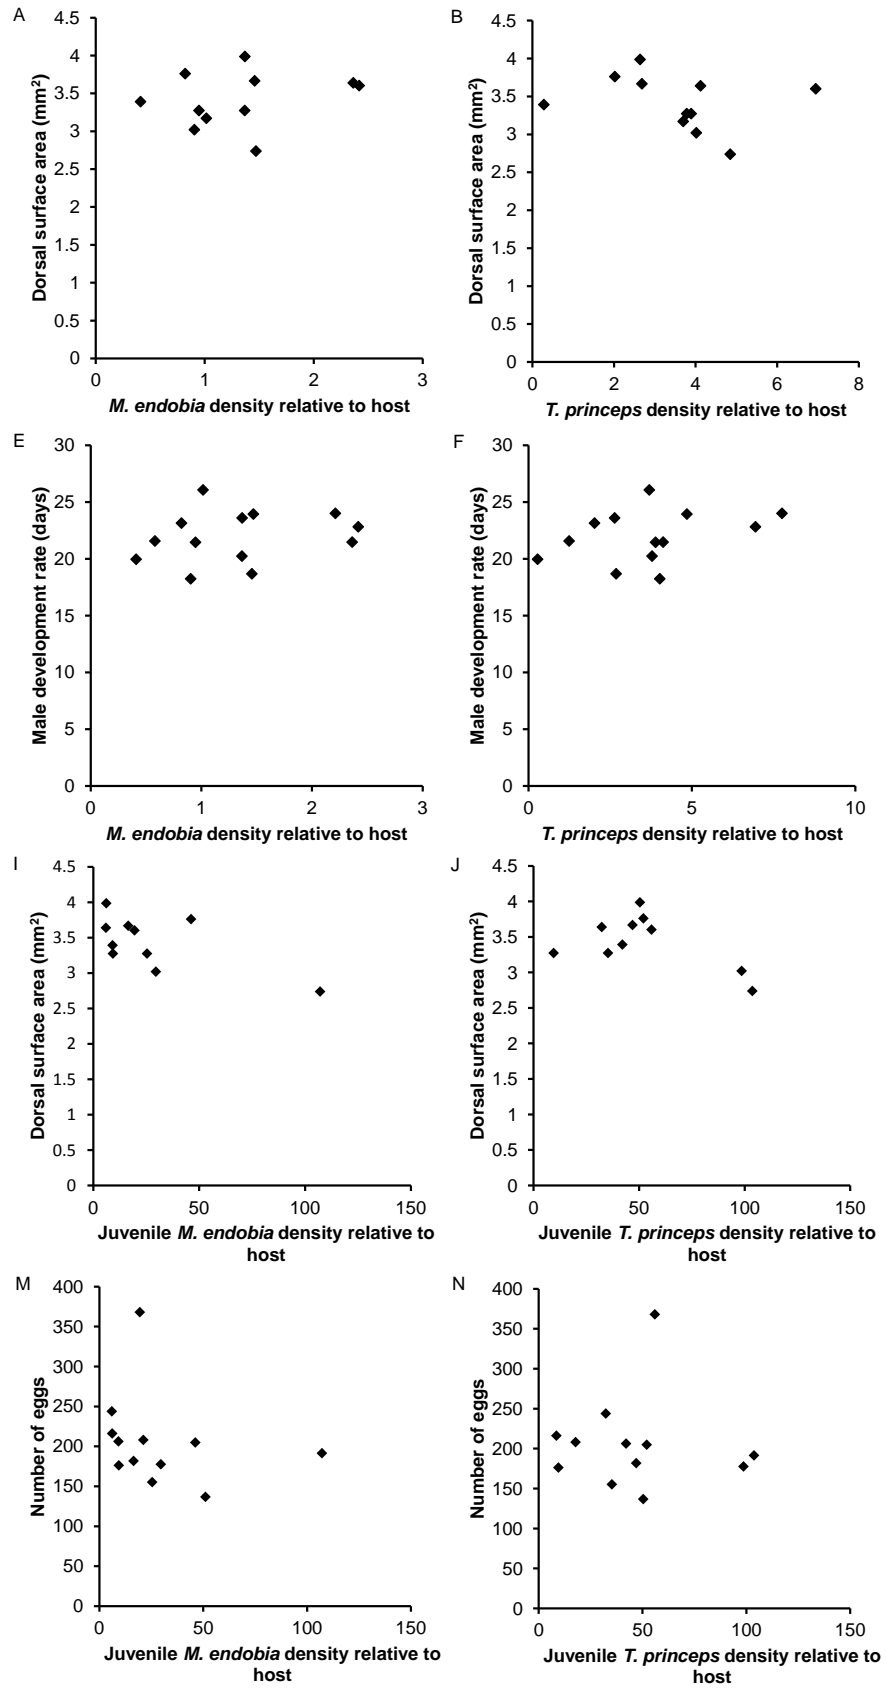 A
4.5
4
3.5
3
2.5
2
1.5
1
0.5
0
Dorsal surface area (mm²)
0 1 2 3
M. endobia density relative to host
B
4.5
4
3.5
3
2.5
2
1.5
1
0.5
0
Dorsal surface area (mm²)
0 2 4 6 8
T. princeps density relative to host
E
30
25
20
15
10
5
0
Male development rate (days)
0 1 2 3
M. endobia density relative to host
F
30
25
20
15
10
5
0
Male development rate (days)
0 5 10
T. princeps density relative to host
I
4.5
4
3.5
3
2.5
2
1.5
1
0.5
0
Dorsal surface area (mm²)
0 50 100 150
Juvenile M. endobia density relative to
host
J
4.5
4
3.5
3
2.5
2
1.5
1
0.5
0
Dorsal surface area (mm²)
0 50 100 150
Juvenile T. princeps density relative to
host
M
400
350
300
250
200
150
100
50
0
Number of eggs
0 50 100 150
Juvenile M. endobia density relative to
host
N
400
350
300
250
200
150
100
50
0
Number of eggs
0 50 100 150
Juvenile T. princeps density relative to
host